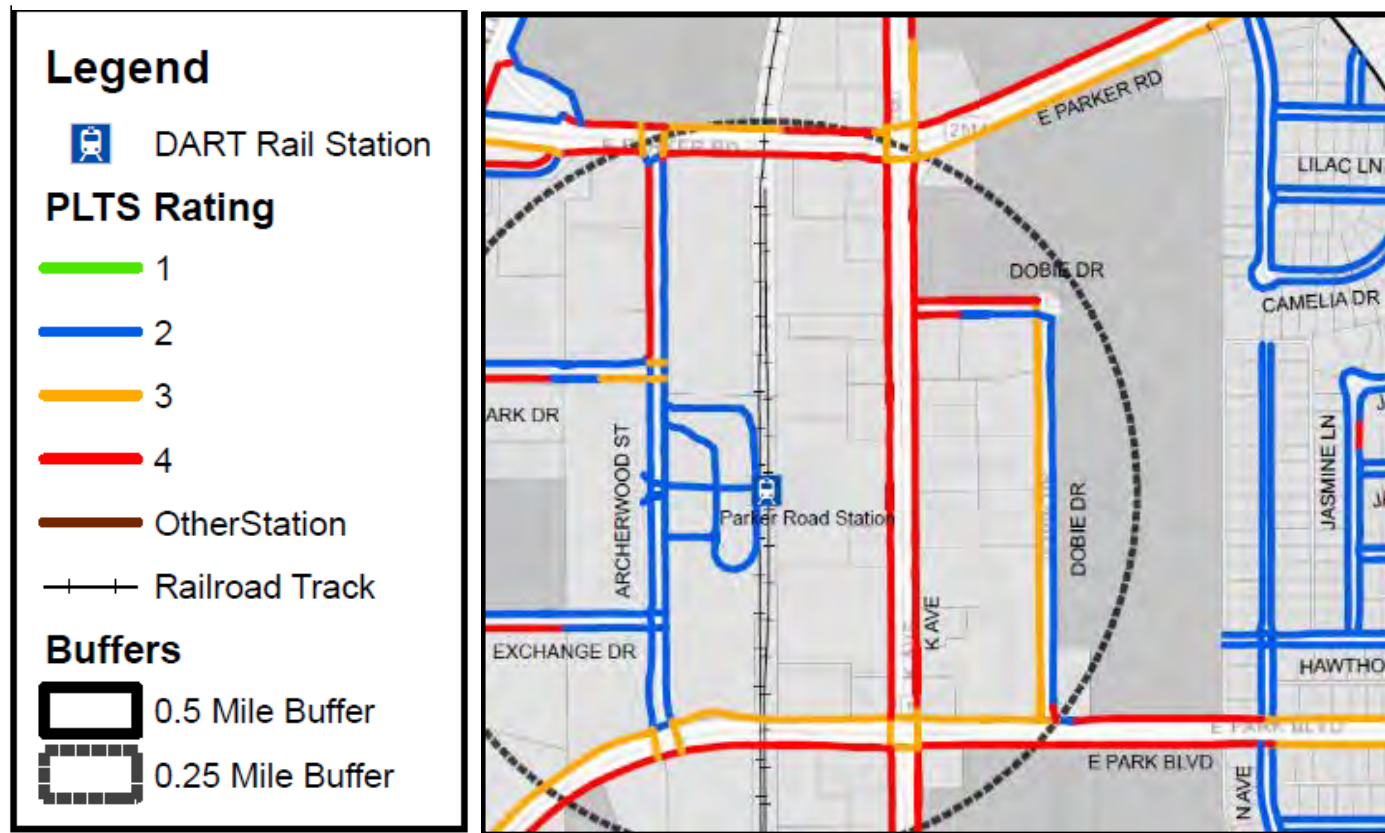 Legend
DART Rail Station
PLTS Rating
1
2
3
4
OtherStation
Railroad Track
Buffers
0.5 Mile Buffer
0.25 Mile Buffer
E PARKER RD
LILAC LN
DOBIE DR
CAMELIA DR
ARK DR
ARCHERWOOD ST
Parker Road Station
JASMINE LN
DOBIE DR
K AVE
K AVE
EXCHANGE DR
HAWTHO
E PARK BLVD
E PARK BLVD
N AVE